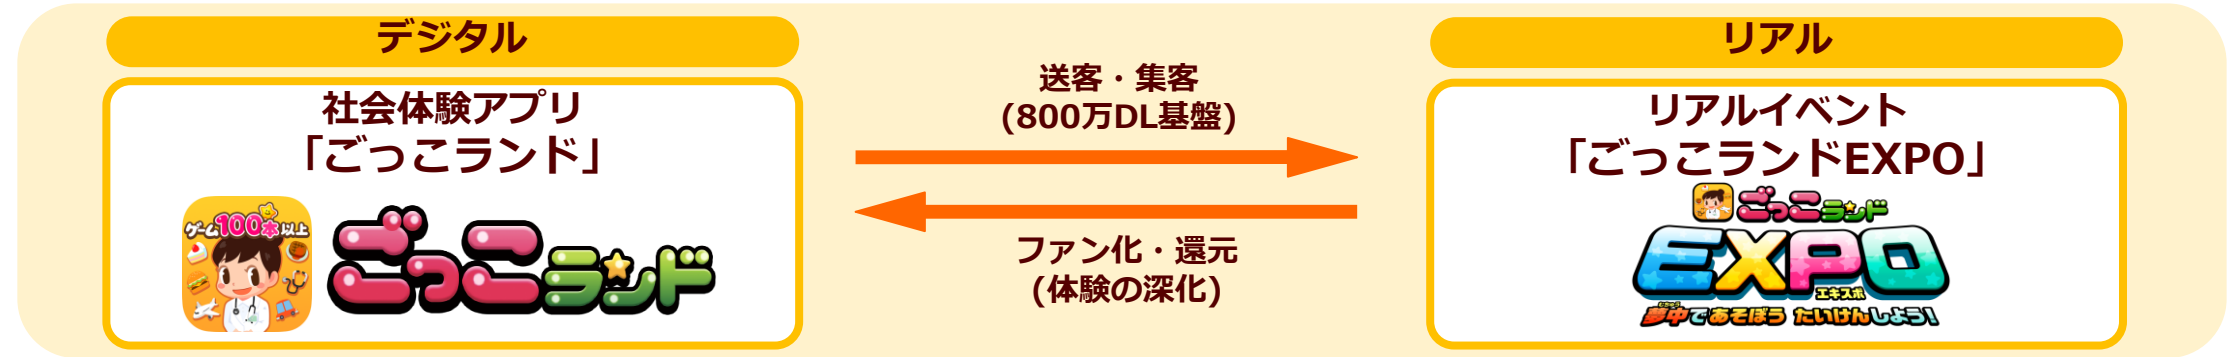 デジタル
社会体験アプリ
「ごっこランド」
ゲーム100本以上
ごっこランド
送客・集客
(800万DL基盤)
ファン化・還元
(体験の深化)
リアル
リアルイベント
「ごっこランドEXPO」
ごっこランド
EXPO
エキスポ
夢中であそぼう たいけんしよう!